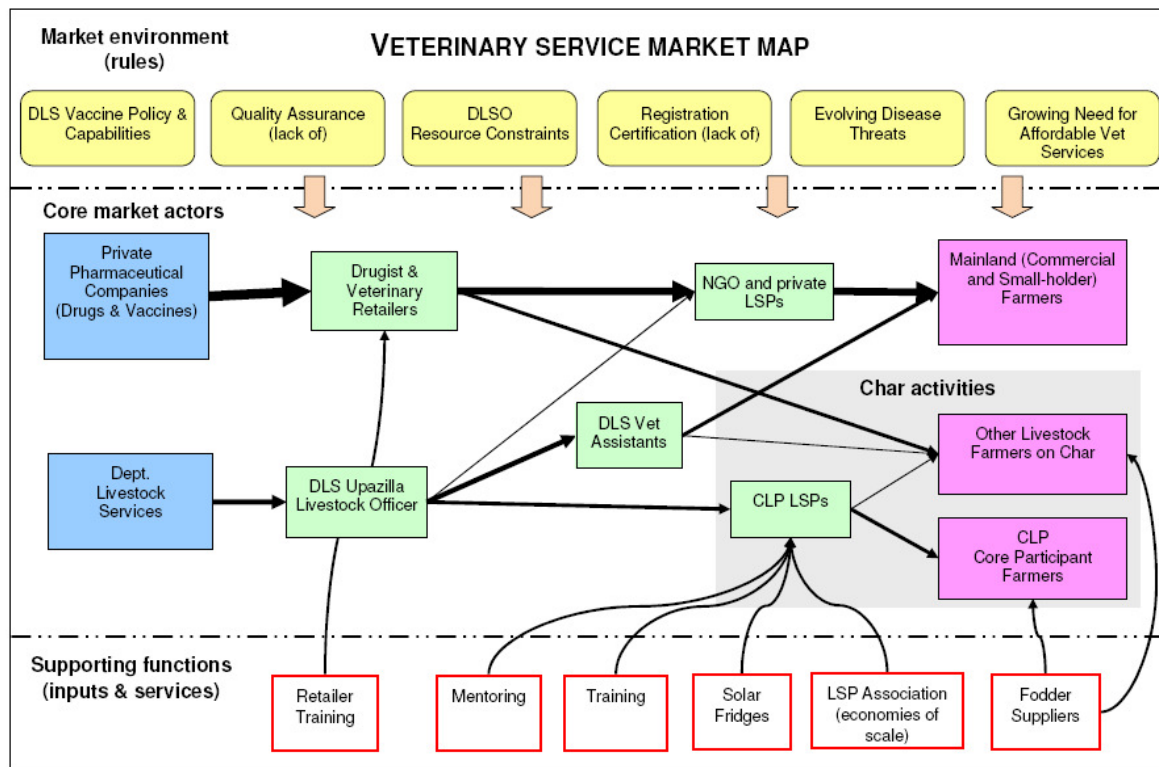 Market environment
(rules)
VETERINARY SERVICE MARKET MAP
DLS Vaccine Policy &
Capabilities
Quality Assurance
(lack of)
DLSO
Resource Constraints
Registration
Certification (lack of)
Evolving Disease
Threats
Growing Need for
Affordable Vet
Services
Core market actors
Private
Pharmaceutical
Companies
(Drugs & Vaccines)
Drugist &
Veterinary
Retailers
NGO and private
LSPs
Mainland (Commercial
and Small-holder)
Farmers
Char activities
DLS Vet
Assistants
Other Livestock
Farmers on Char
Dept.
Livestock
Services
DLS Upazilla
Livestock Officer
CLP LSPs
CLP
Core Participant
Farmers
Supporting functions
(inputs & services)
Retailer
Training
Mentoring
Training
Solar
Fridges
LSP Association
(economies of
scale)
Fodder
Suppliers